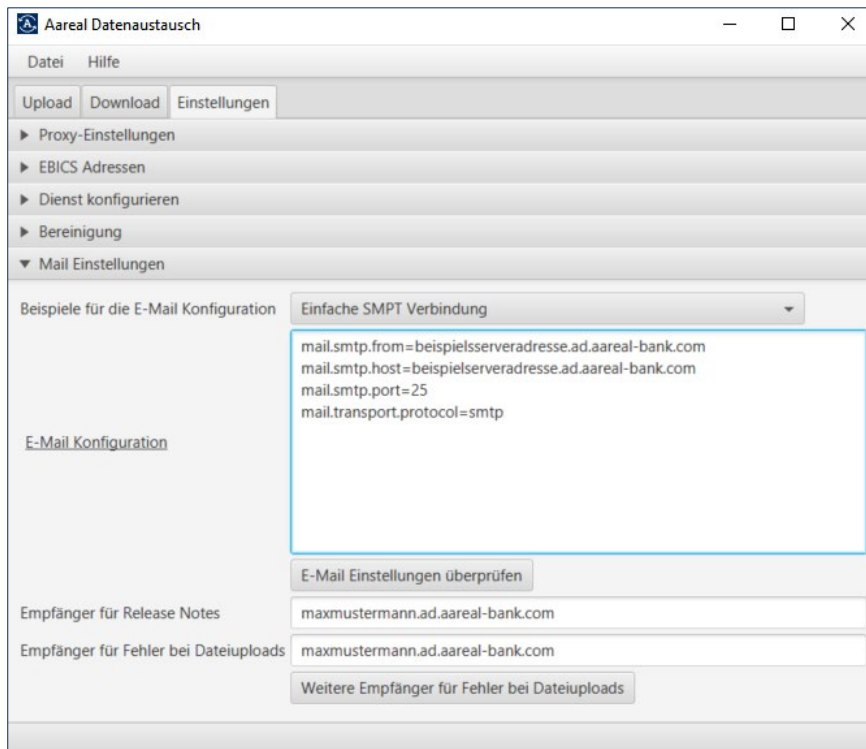 Aareal Datenaustausch
Datei Hilfe
Upload Download Einstellungen
Proxy-Einstellungen
EBICS Adressen
Dienst konfigurieren
Bereinigung
Mail Einstellungen
Beispiele für die E-Mail Konfiguration Einfache SMPT Verbindung
mail.smtp.from=beispielsserveradresse.ad.aareal-bank.com
mail.smtp.host=beispielserveradresse.ad.aareal-bank.com
mail.smtp.port=25
mail.transport.protocol=smtp
E-Mail Konfiguration
E-Mail Einstellungen überprüfen
Empfänger für Release Notes maxmustermann.ad.aareal-bank.com
Empfänger für Fehler bei Dateiuploads maxmustermann.ad.aareal-bank.com
Weitere Empfänger für Fehler bei Dateiuploads